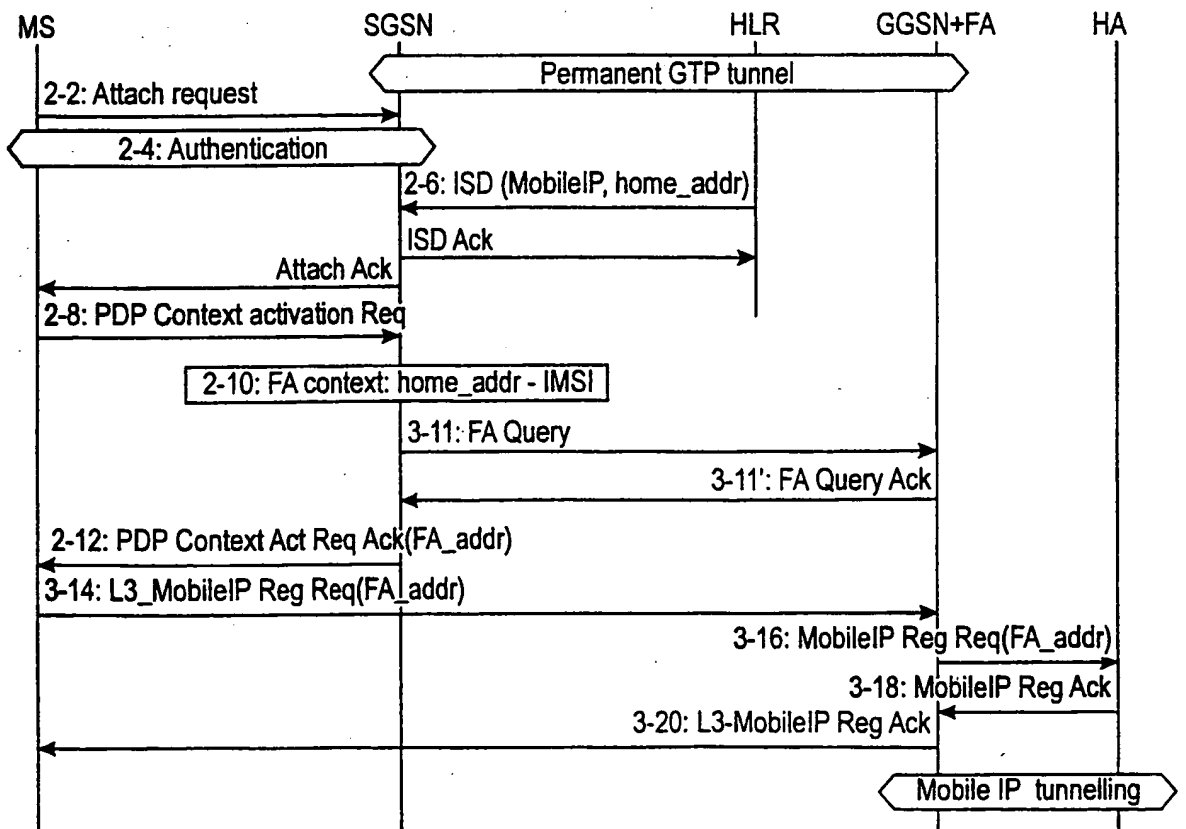 MS SGSN HLR GGSN+FA HA
Permanent GTP tunnel
2-2: Attach request
2-4: Authentication
2-6: ISD (MobileIP, home_addr)
ISD Ack
Attach Ack
2-8: PDP Context activation Req
2-10: FA context: home_addr - IMSI
3-11: FA Query
3-11': FA Query Ack
2-12: PDP Context Act Req Ack(FA_addr)
3-14: L3_MobileIP Reg Req(FA_addr)
3-16: MobileIP Reg Req(FA_addr)
3-18: MobileIP Reg Ack
3-20: L3-MobileIP Reg Ack
Mobile IP tunnelling